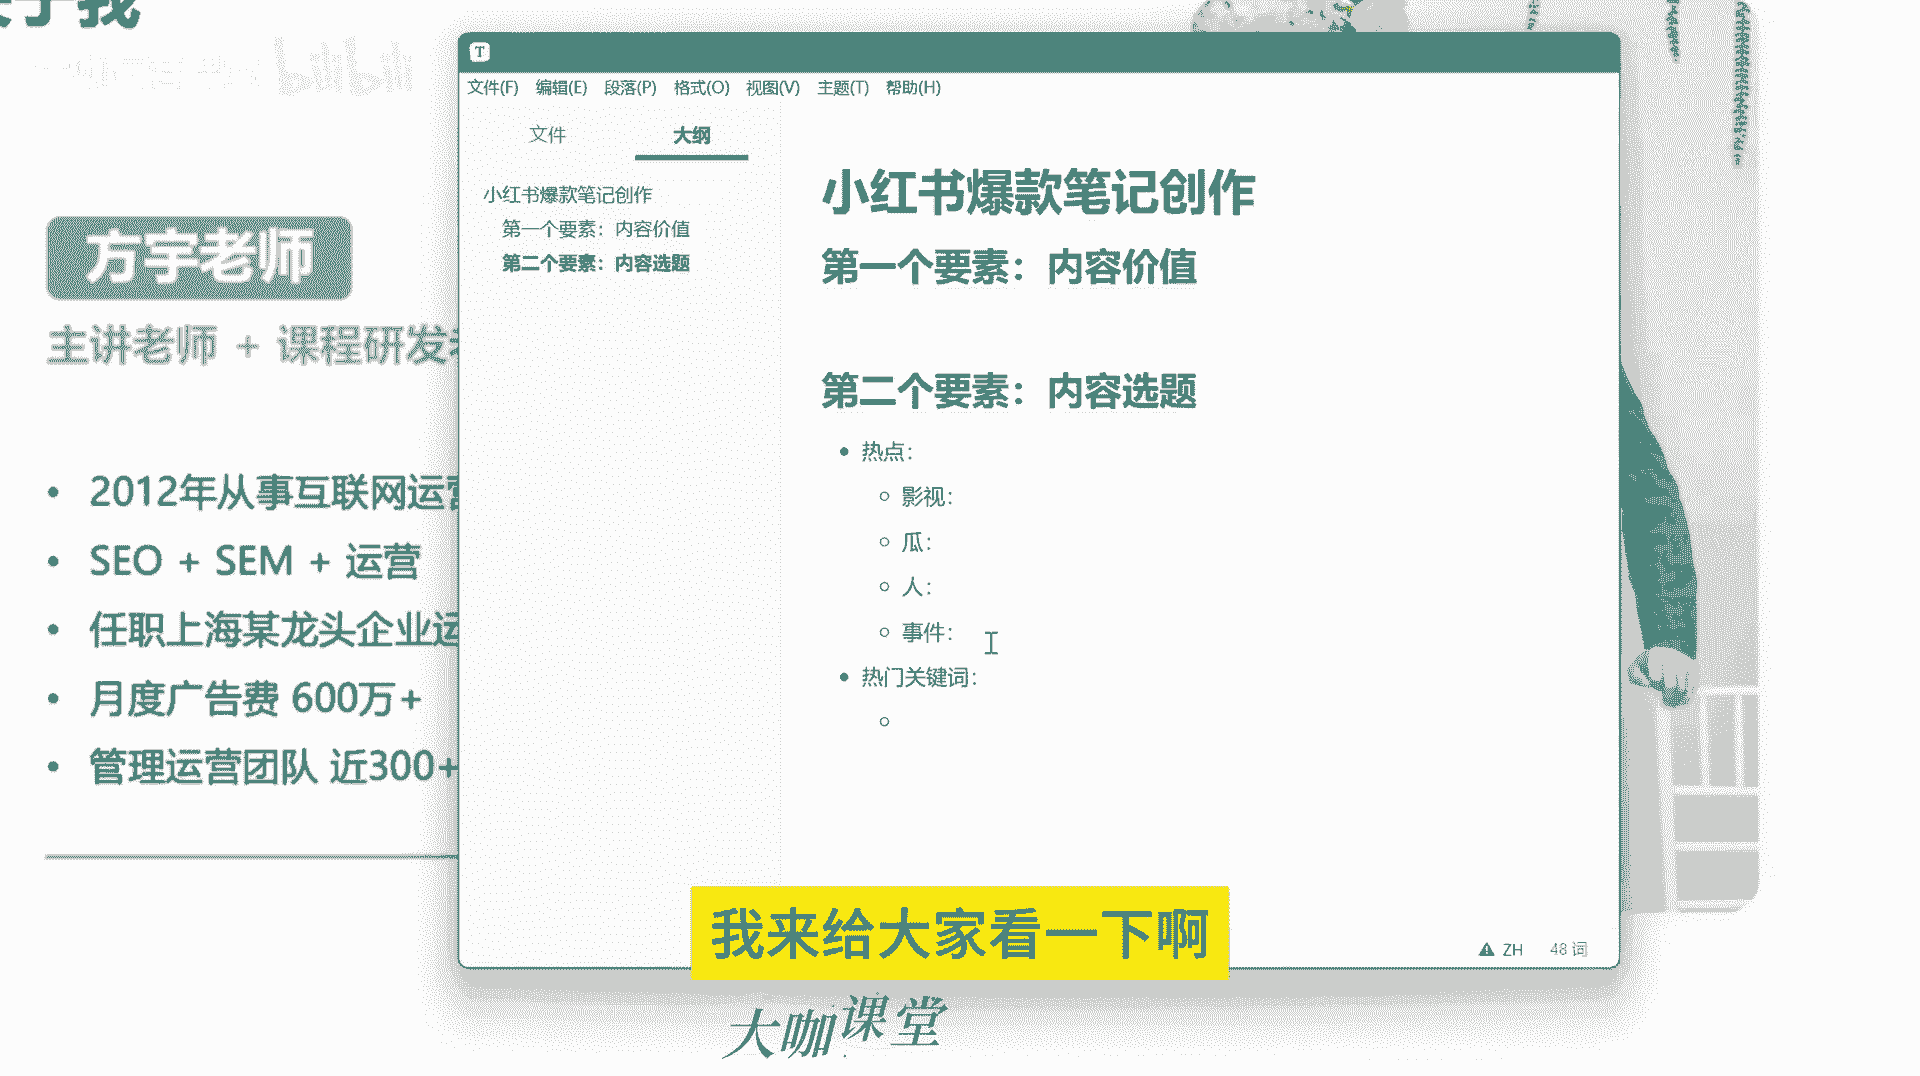 关于我
bilibili
方宇老师
主讲老师 + 课程研发
2012年从事互联网运营
SEO + SEM + 运营
任职上海某龙头企业运
月度广告费 600万+
管理运营团队 近300+
T
文件(F) 编辑(E) 段落(P) 格式(O) 视图(V) 主题(T) 帮助(H)
文件 大纲
小红书爆款笔记创作
第一个要素：内容价值
第二个要素：内容选题
小红书爆款笔记创作
第一个要素：内容价值
第二个要素：内容选题
热点：
影视：
瓜：
人：
事件：
热门关键词：
ZH 48 词
我来给大家看一下啊
大咖课堂